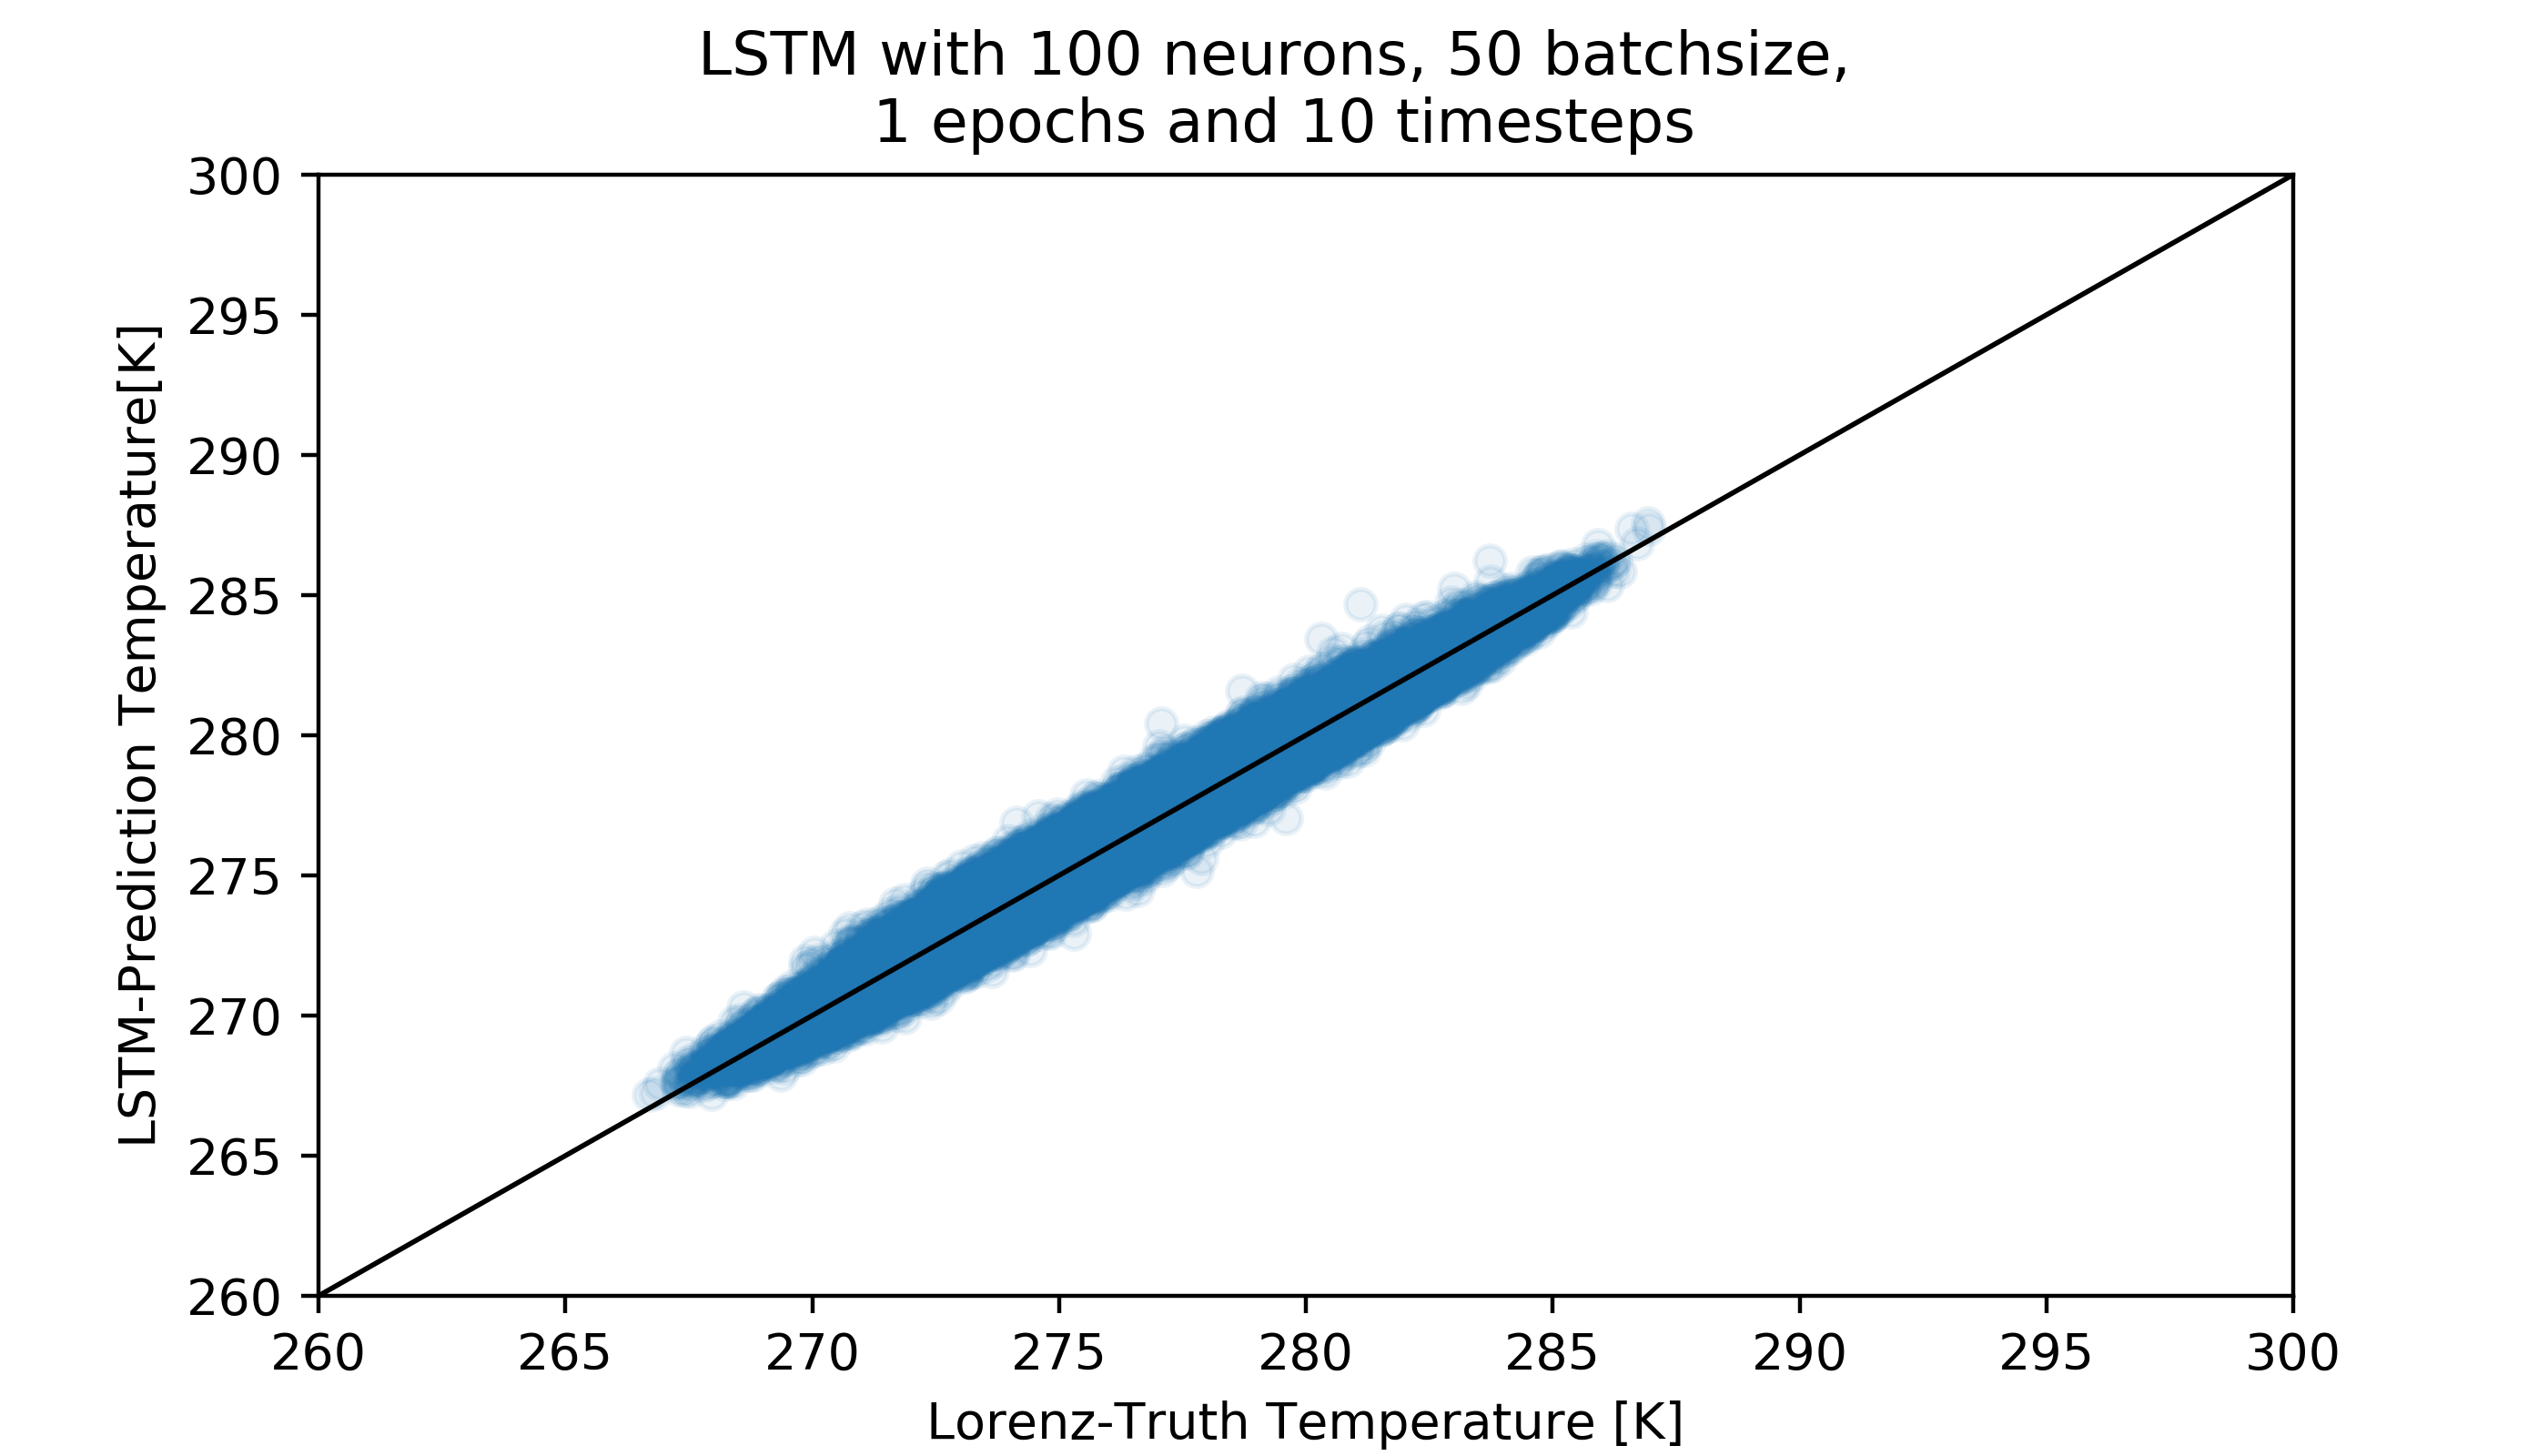 LSTM with 100 neurons, 50 batchsize,
1 epochs and 10 timesteps
300
295
290
285
280
275
270
265
260
LSTM-Prediction Temperature[K]
260 265 270 275 280 285 290 295 300
Lorenz-Truth Temperature [K]